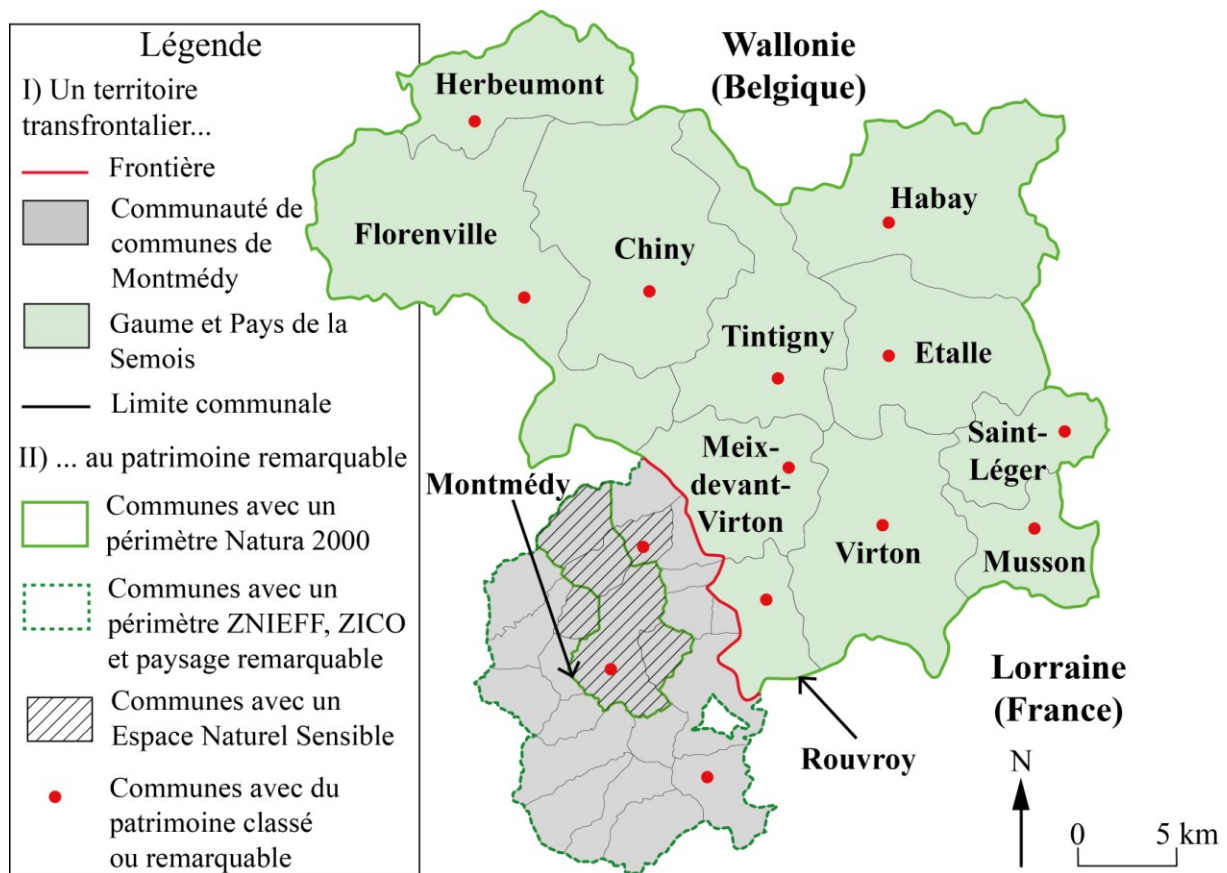 Légende
I) Un territoire
transfrontalier...
Frontière
Communauté de
communes de
Montmédy
Gaume et Pays de la
Semois
Limite communale
II) ... au patrimoine remarquable
Communes avec un
périmètre Natura 2000
Communes avec un
périmètre ZNIEFF, ZICO
et paysage remarquable
Communes avec un
Espace Naturel Sensible
Communes avec du
patrimoine classé
ou remarquable
Wallonie
(Belgique)
Herbeumont
Habay
Florenville
Chiny
Tintigny
Etalle
Saint-
Léger
Meix-
devant-
Virton
Montmédy
Virton
Musson
Lorraine
(France)
Rouvroy
N
0 5 km